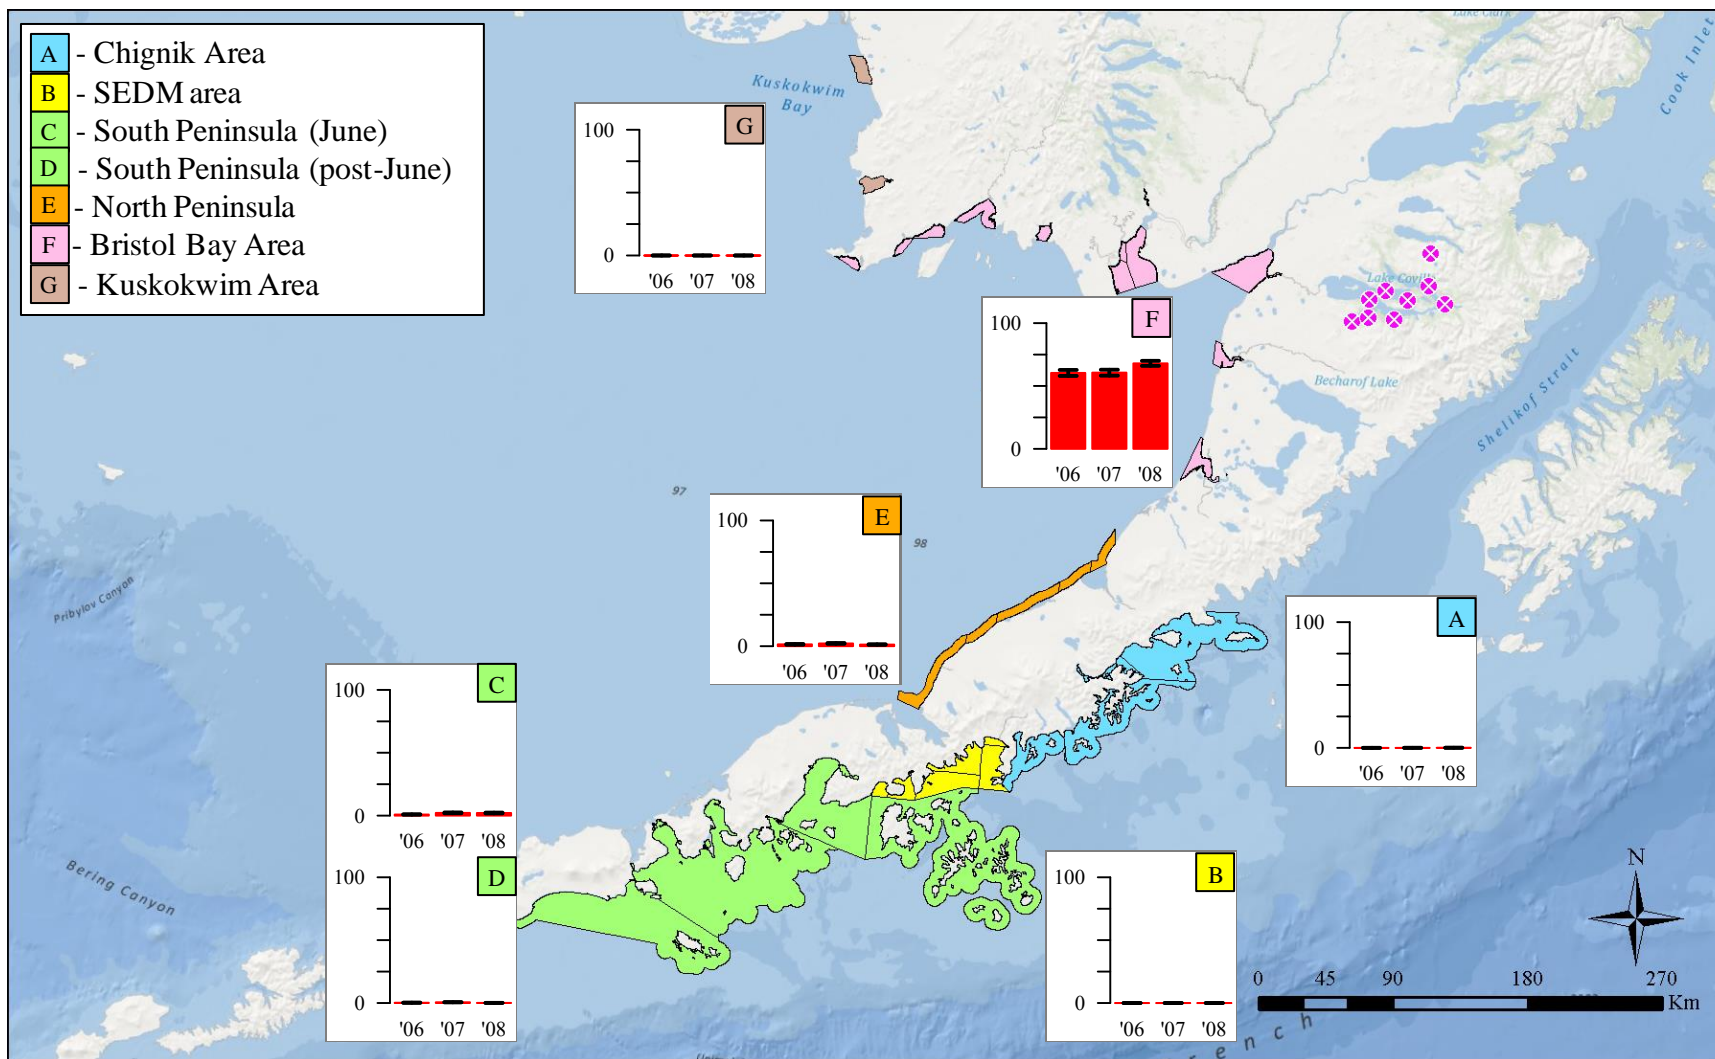 A - Chignik Area
B - SEDM area
C - South Peninsula (June)
D - South Peninsula (post-June)
E - North Peninsula
F - Bristol Bay Area
G - Kuskokwim Area
Lake Clark
Cook Inlet
Kuskokwim
Bay
G
100
0
'06 '07 '08
Lake Coville
F
100
0
'06 '07 '08
Becharof Lake
Shelikof Strait
97
98
E
100
0
'06 '07 '08
Pribylov Canyon
A
100
0
'06 '07 '08
C
100
0
'06 '07 '08
D
100
0
'06 '07 '08
B
100
0
'06 '07 '08
Bering Canyon
N
0 45 90 180 270
Km